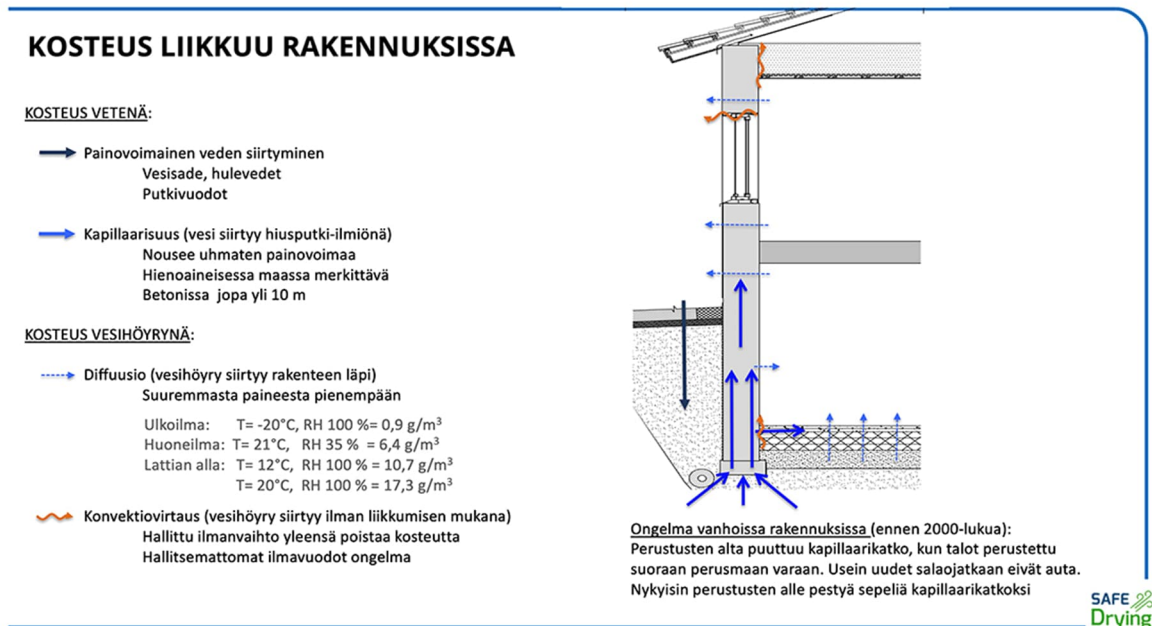 KOSTEUS LIIKKUU RAKENNUKSISSA
KOSTEUS VETENÄ:
Painovoimainen veden siirtyminen
Vesisade, hulevedet
Putkivuodot
Kapillaarisuus (vesi siirtyy hiusputki-ilmiönä)
Nousee uhmaten painovoimaa
Hienoaineisessa maassa merkittävä
Betonissa jopa yli 10 m
KOSTEUS VESIHÖYRYNÄ:
Diffuusio (vesihöyry siirtyy rakenteen läpi)
Suuremmasta paineesta pienempään
Ulkoilma: T= -20°C, RH 100 %= 0,9 g/m³
Huoneilma: T= 21°C, RH 35 % = 6,4 g/m³
Lattian alla: T= 12°C, RH 100 % = 10,7 g/m³
T= 20°C, RH 100 % = 17,3 g/m³
Konvektiovirtaus (vesihöyry siirtyy ilman liikkumisen mukana)
Hallittu ilmanvaihto yleensä poistaa kosteutta
Hallitsemattomat ilmavuodot ongelma
Ongelma vanhoissa rakennuksissa (ennen 2000-lukua):
Perustusten alta puuttuu kapillaarikatko, kun talot perustettu
suoraan perusmaan varaan. Usein uudet salaojatkaan eivät auta.
Nykyisin perustusten alle pestyä sepeliä kapillaarikatkoksi
SAFE
Drying